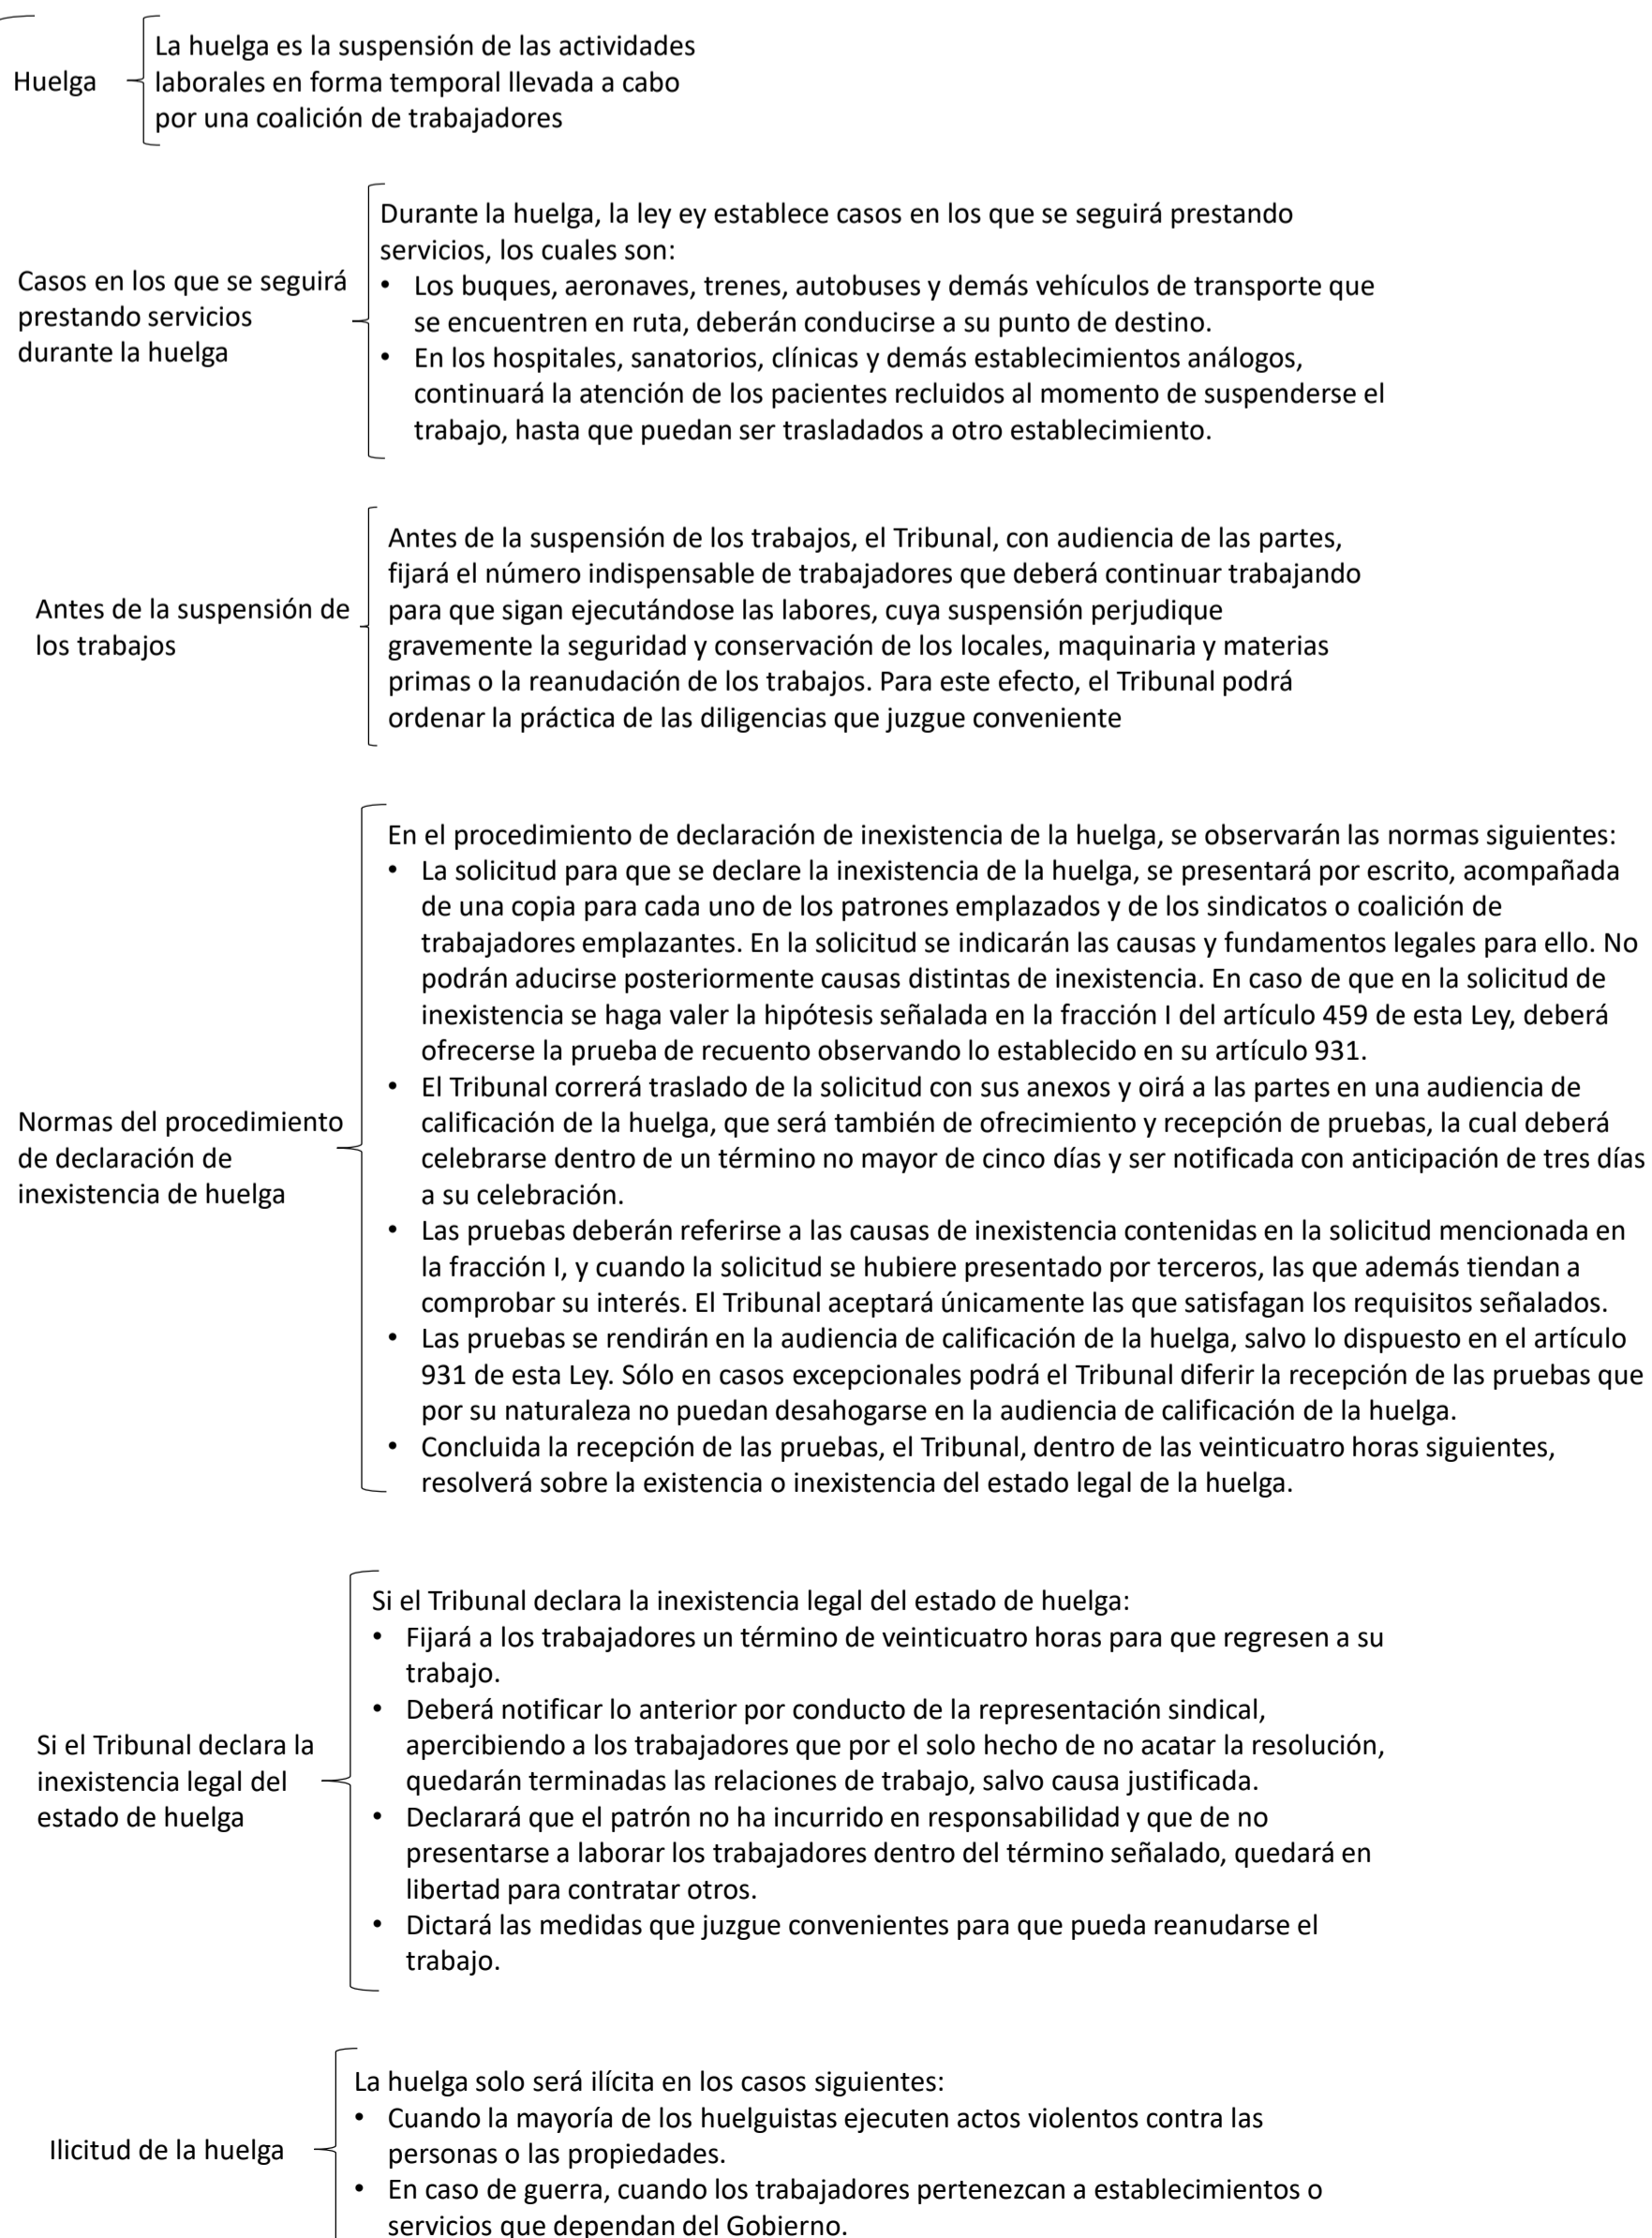 Huelga
La huelga es la suspensión de las actividades
laborales en forma temporal llevada a cabo
por una coalición de trabajadores
Casos en los que se seguirá
prestando servicios
durante la huelga
Durante la huelga, la ley ey establece casos en los que se seguirá prestando
servicios, los cuales son:
• Los buques, aeronaves, trenes, autobuses y demás vehículos de transporte que
se encuentren en ruta, deberán conducirse a su punto de destino.
• En los hospitales, sanatorios, clínicas y demás establecimientos análogos,
continuará la atención de los pacientes recluidos al momento de suspenderse el
trabajo, hasta que puedan ser trasladados a otro establecimiento.
Antes de la suspensión de
los trabajos
Antes de la suspensión de los trabajos, el Tribunal, con audiencia de las partes,
fijará el número indispensable de trabajadores que deberá continuar trabajando
para que sigan ejecutándose las labores, cuya suspensión perjudique
gravemente la seguridad y conservación de los locales, maquinaria y materias
primas o la reanudación de los trabajos. Para este efecto, el Tribunal podrá
ordenar la práctica de las diligencias que juzgue conveniente
Normas del procedimiento
de declaración de
inexistencia de huelga
En el procedimiento de declaración de inexistencia de la huelga, se observarán las normas siguientes:
• La solicitud para que se declare la inexistencia de la huelga, se presentará por escrito, acompañada
de una copia para cada uno de los patrones emplazados y de los sindicatos o coalición de
trabajadores emplazantes. En la solicitud se indicarán las causas y fundamentos legales para ello. No
podrán aducirse posteriormente causas distintas de inexistencia. En caso de que en la solicitud de
inexistencia se haga valer la hipótesis señalada en la fracción I del artículo 459 de esta Ley, deberá
ofrecerse la prueba de recuento observando lo establecido en su artículo 931.
• El Tribunal correrá traslado de la solicitud con sus anexos y oirá a las partes en una audiencia de
calificación de la huelga, que será también de ofrecimiento y recepción de pruebas, la cual deberá
celebrarse dentro de un término no mayor de cinco días y ser notificada con anticipación de tres días
a su celebración.
• Las pruebas deberán referirse a las causas de inexistencia contenidas en la solicitud mencionada en
la fracción I, y cuando la solicitud se hubiere presentado por terceros, las que además tiendan a
comprobar su interés. El Tribunal aceptará únicamente las que satisfagan los requisitos señalados.
• Las pruebas se rendirán en la audiencia de calificación de la huelga, salvo lo dispuesto en el artículo
931 de esta Ley. Sólo en casos excepcionales podrá el Tribunal diferir la recepción de las pruebas que
por su naturaleza no puedan desahogarse en la audiencia de calificación de la huelga.
• Concluida la recepción de las pruebas, el Tribunal, dentro de las veinticuatro horas siguientes,
resolverá sobre la existencia o inexistencia del estado legal de la huelga.
Si el Tribunal declara la
inexistencia legal del
estado de huelga
Si el Tribunal declara la inexistencia legal del estado de huelga:
• Fijará a los trabajadores un término de veinticuatro horas para que regresen a su
trabajo.
• Deberá notificar lo anterior por conducto de la representación sindical,
apercibiendo a los trabajadores que por el solo hecho de no acatar la resolución,
quedarán terminadas las relaciones de trabajo, salvo causa justificada.
• Declarará que el patrón no ha incurrido en responsabilidad y que de no
presentarse a laborar los trabajadores dentro del término señalado, quedará en
libertad para contratar otros.
• Dictará las medidas que juzgue convenientes para que pueda reanudarse el
trabajo.
Ilicitud de la huelga
La huelga solo será ilícita en los casos siguientes:
• Cuando la mayoría de los huelguistas ejecuten actos violentos contra las
personas o las propiedades.
• En caso de guerra, cuando los trabajadores pertenezcan a establecimientos o
servicios que dependan del Gobierno.